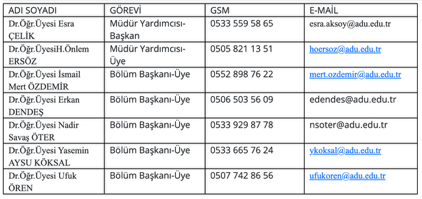 ADI SOYADI GÖREVİ GSM E-MAİL
Dr.Öğr.Üyesi Esra ÇELİK Müdür Yardımcısı-Başkan 0533 559 58 65 esra.aksoy@adu.edu.tr
Dr.Öğr.ÜyesiH.Önlem ERSÖZ Müdür Yardımcısı-Üye 0505 821 13 51 hoersoz@adu.edu.tr
Dr.Öğr.Üyesi İsmail Mert ÖZDEMİR Bölüm Başkanı-Üye 0552 898 76 22 mert.ozdemir@adu.edu.tr
Dr.Öğr.Üyesi Erkan DENDEŞ Bölüm Başkanı-Üye 0506 503 56 09 edendes@adu.edu.tr
Dr.Öğr.Üyesi Nadir Savaş ÖTER Bölüm Başkanı-Üye 0533 929 87 78 nsoter@adu.edu.tr
Dr.Öğr.Üyesi Yasemin AYSU KÖKSAL Bölüm Başkanı-Üye 0533 665 76 24 ykoksal@adu.edu.tr
Dr.Öğr.Üyesi Ufuk ÖREN Bölüm Başkanı-Üye 0507 742 86 56 ufukoren@adu.edu.tr